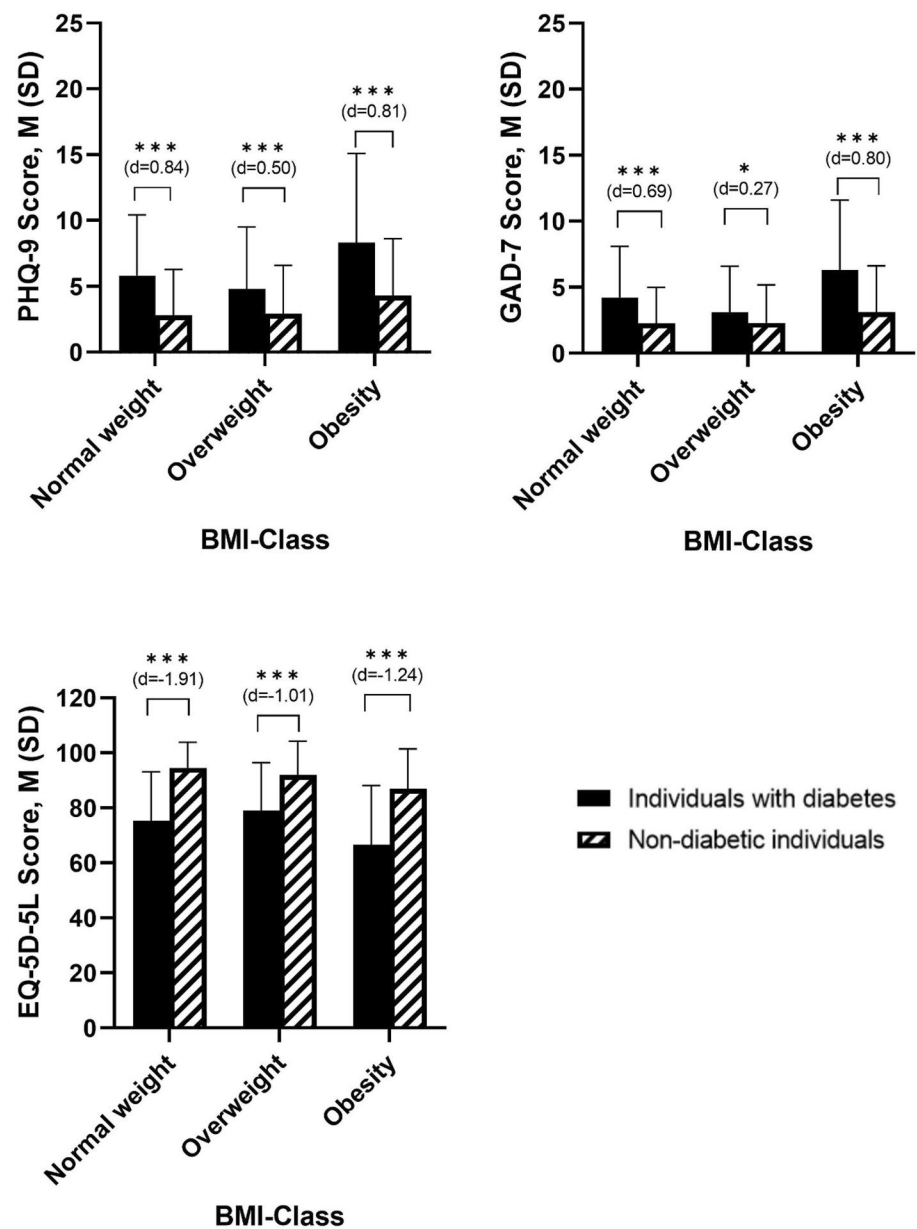 PHQ-9 Score, M (SD)
25
20
15
10
5
0
***
(d=0.84)
***
(d=0.50)
***
(d=0.81)
Normal weight
Overweight
Obesity
BMI-Class
GAD-7 Score, M (SD)
25
20
15
10
5
0
***
(d=0.69)
*
(d=0.27)
***
(d=0.80)
Normal weight
Overweight
Obesity
BMI-Class
EQ-5D-5L Score, M (SD)
120
100
80
60
40
20
0
***
(d=-1.91)
***
(d=-1.01)
***
(d=-1.24)
Normal weight
Overweight
Obesity
BMI-Class
Individuals with diabetes
Non-diabetic individuals